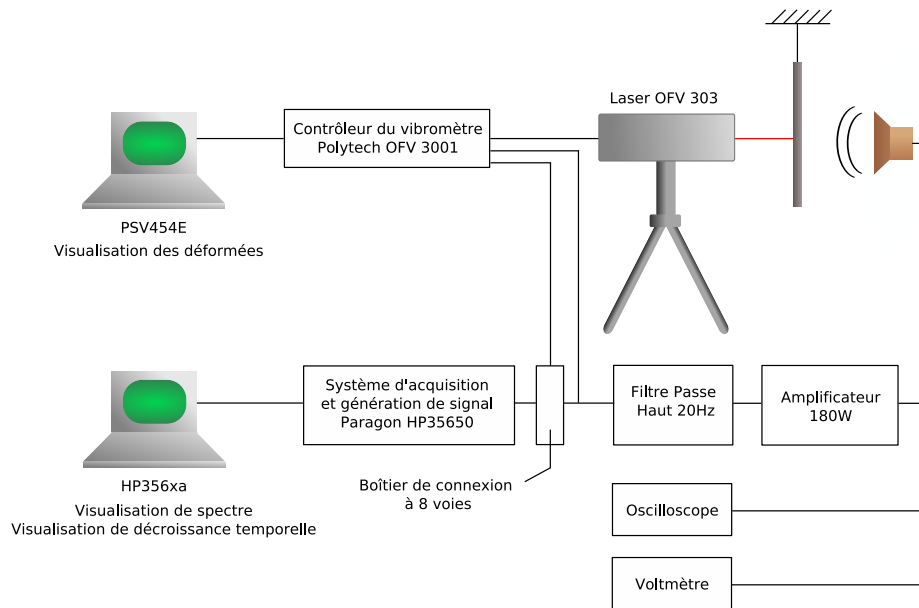 Laser OFV 303
Contrôleur du vibromètre
Polytech OFV 3001
PSV454E
Visualisation des déformées
Système d'acquisition
et génération de signal
Paragon HP35650
Filtre Passe
Haut 20Hz
Amplificateur
180W
HP356xa
Visualisation de spectre
Visualisation de décroissance temporelle
Boîtier de connexion
à 8 voies
Oscilloscope
Voltmètre